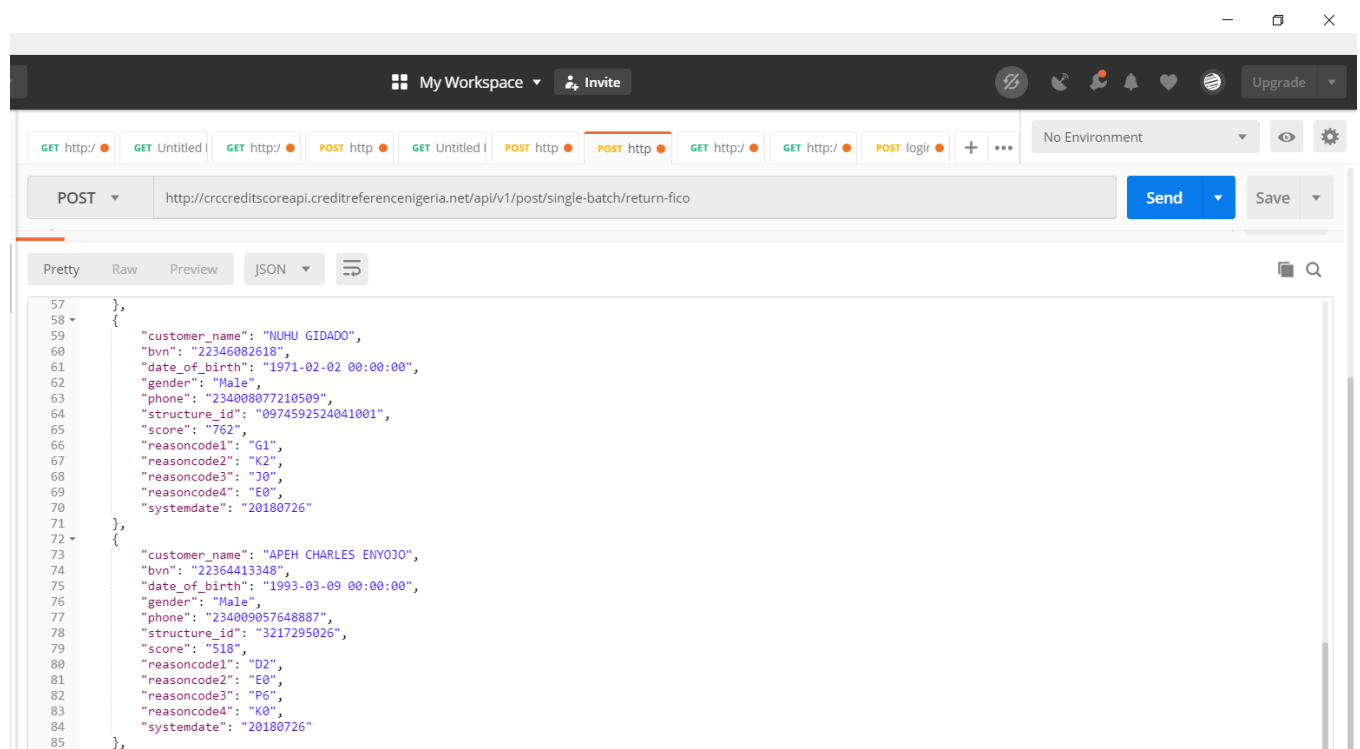 My Workspace Invite Upgrade
GET http:/ GET Untitled GET http:/ POST http GET Untitled POST http POST http GET http:/ GET http:/ POST login + ••• No Environment
POST http://crccreditscoreapi.creditreferencenigeria.net/api/v1/post/single-batch/return-fico Send Save
Pretty Raw Preview JSON
57 },
58 {
59 "customer_name": "NUHU GIDADO",
60 "bvn": "22346082618",
61 "date_of_birth": "1971-02-02 00:00:00",
62 "gender": "Male",
63 "phone": "234008077210509",
64 "structure_id": "0974592524041001",
65 "score": "762",
66 "reasoncode1": "G1",
67 "reasoncode2": "K2",
68 "reasoncode3": "J0",
69 "reasoncode4": "E0",
70 "systemdate": "20180726"
71 },
72 {
73 "customer_name": "APEH CHARLES ENYOJO",
74 "bvn": "22364413348",
75 "date_of_birth": "1993-03-09 00:00:00",
76 "gender": "Male",
77 "phone": "234009057648887",
78 "structure_id": "3217295026",
79 "score": "518",
80 "reasoncode1": "D2",
81 "reasoncode2": "E0",
82 "reasoncode3": "P6",
83 "reasoncode4": "K0",
84 "systemdate": "20180726"
85 },